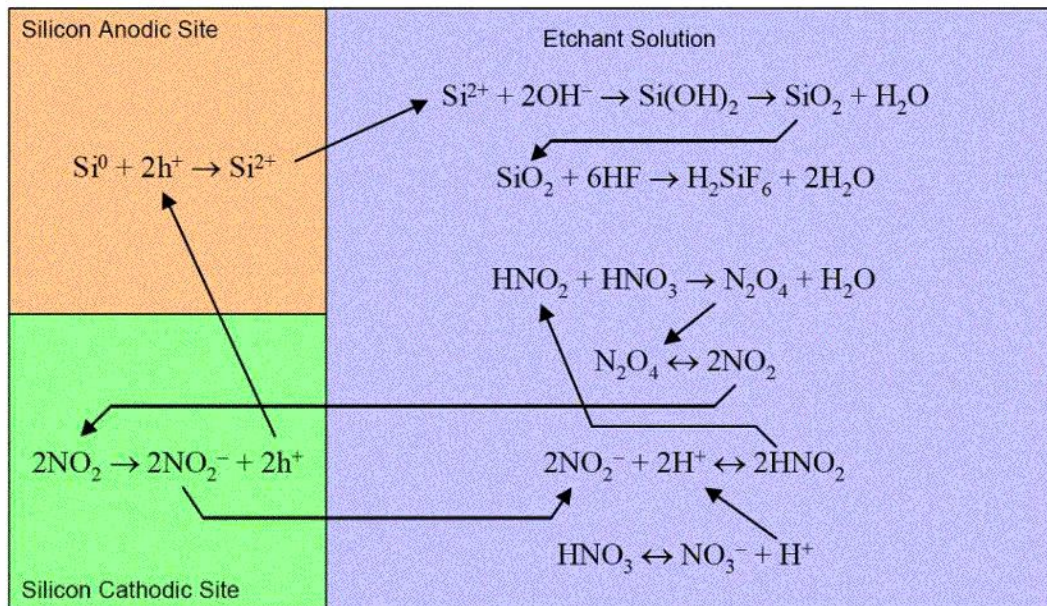 Silicon Anodic Site
Etchant Solution
Si²⁺ + 2OH⁻ → Si(OH)₂ → SiO₂ + H₂O
Si⁰ + 2h⁺ → Si²⁺
SiO₂ + 6HF → H₂SiF₆ + 2H₂O
HNO₂ + HNO₃ → N₂O₄ + H₂O
N₂O₄ ↔ 2NO₂
2NO₂ → 2NO₂⁻ + 2h⁺
2NO₂⁻ + 2H⁺ ↔ 2HNO₂
HNO₃ ↔ NO₃⁻ + H⁺
Silicon Cathodic Site